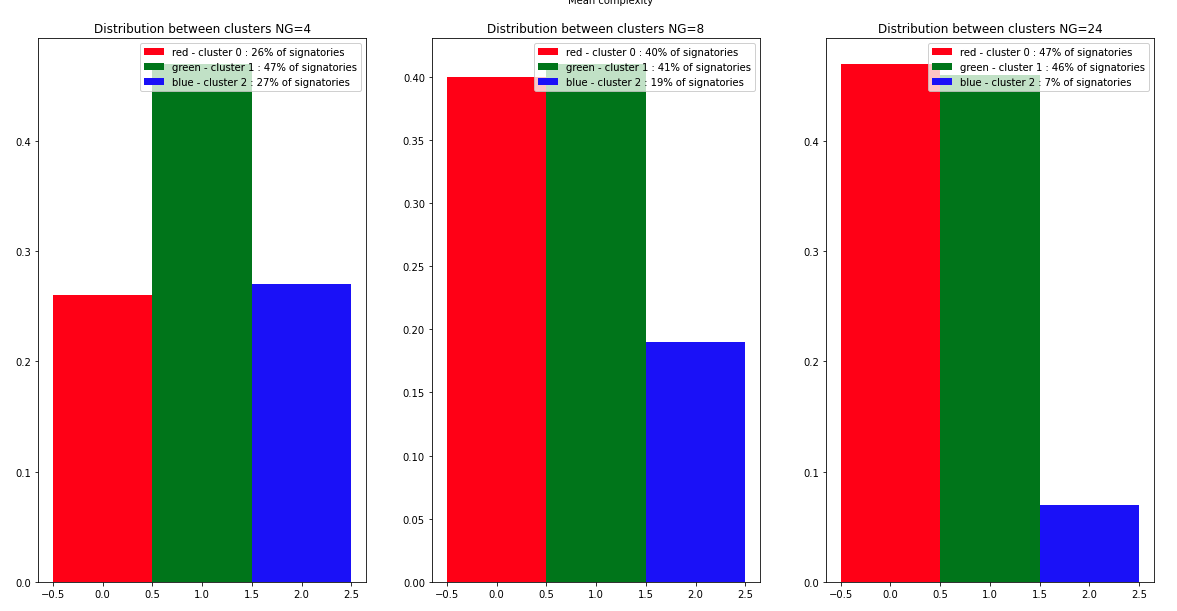 Mean complexity
Distribution between clusters NG=4
red - cluster 0 : 26% of signatories
green - cluster 1 : 47% of signatories
blue - cluster 2 : 27% of signatories
0.4
0.3
0.2
0.1
0.0
−0.5 0.0 0.5 1.0 1.5 2.0 2.5
Distribution between clusters NG=8
red - cluster 0 : 40% of signatories
green - cluster 1 : 41% of signatories
blue - cluster 2 : 19% of signatories
0.40
0.35
0.30
0.25
0.20
0.15
0.10
0.05
0.00
−0.5 0.0 0.5 1.0 1.5 2.0 2.5
Distribution between clusters NG=24
red - cluster 0 : 47% of signatories
green - cluster 1 : 46% of signatories
blue - cluster 2 : 7% of signatories
0.4
0.3
0.2
0.1
0.0
−0.5 0.0 0.5 1.0 1.5 2.0 2.5